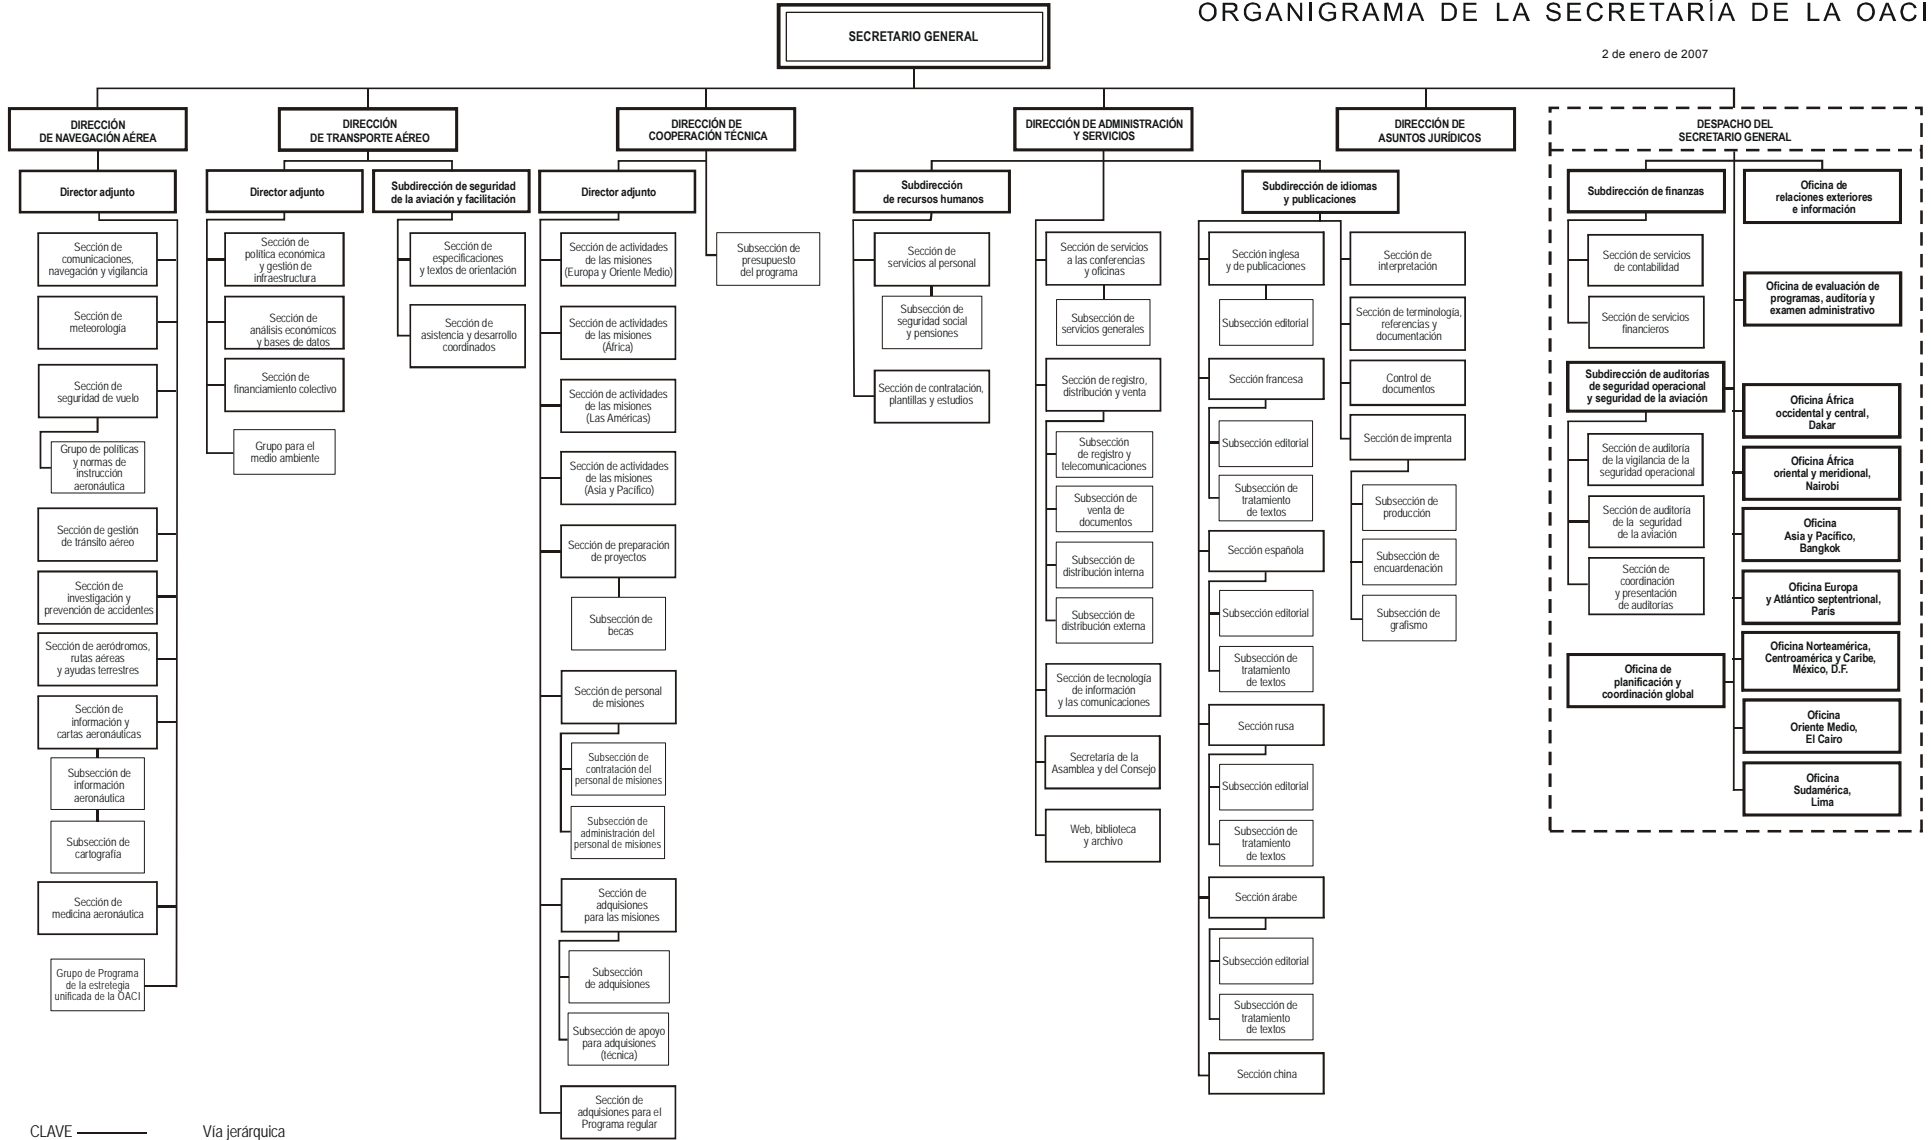 ORGANIGRAMA DE LA SECRETARÍA DE LA OACI
2 de enero de 2007
SECRETARIO GENERAL
DIRECCIÓN
DE NAVEGACIÓN AÉREA
Director adjunto
Sección de
comunicaciones,
navegación y vigilancia
Sección de
meteorología
Sección de
seguridad de vuelo
Grupo de políticas
y normas de
instrucción
aeronáutica
Sección de gestión
de tránsito aéreo
Sección de
investigación y
prevención de accidentes
Sección de aeródromos,
rutas aéreas
y ayudas terrestres
Sección de
información y
cartas aeronáuticas
Subsección de
información
aeronáutica
Subsección de
cartografía
Sección de
medicina aeronáutica
Grupo de Programa
de la estretegia
unificada de la OACI
DIRECCIÓN
DE TRANSPORTE AÉREO
Director adjunto
Sección de
política económica
y gestión de
infraestructura
Sección de
análisis económicos
y bases de datos
Sección de
financiamiento colectivo
Grupo para el
medio ambiente
Subdirección de seguridad
de la aviación y facilitación
Sección de
especificaciones
y textos de orientación
Sección de
asistencia y desarrollo
coordinados
DIRECCIÓN DE
COOPERACIÓN TÉCNICA
Director adjunto
Sección de actividades
de las misiones
(Europa y Oriente Medio)
Sección de actividades
de las misiones
(África)
Sección de actividades
de las misiones
(Las Américas)
Sección de actividades
de las misiones
(Asia y Pacífico)
Sección de preparación
de proyectos
Subsección de
becas
Sección de personal
de misiones
Subsección de
contratación del
personal de misiones
Subsección de
administración del
personal de misiones
Sección de
adquisiones
para las misiones
Subsección
de adquisiones
Subsección de apoyo
para adquisiones
(técnica)
Sección de
adquisiones para el
Programa regular
Subsección de
presupuesto
del programa
DIRECCIÓN DE ADMINISTRACIÓN
Y SERVICIOS
Subdirección
de recursos humanos
Sección de
servicios al personal
Subsección de
seguridad social
y pensiones
Sección de contratación,
plantillas y estudios
Sección de servicios
a las conferencias
y oficinas
Subsección de
servicios generales
Sección de registro,
distribución y venta
Subsección
de registro y
telecomunicaciones
Subsección de
venta de
documentos
Subsección de
distribución interna
Subsección de
distribución externa
Sección de tecnología
de información
y las comunicaciones
Secretaría de la
Asamblea y del Consejo
Web, biblioteca
y archivo
Subdirección de idiomas
y publicaciones
Sección inglesa
y de publicaciones
Subsección editorial
Sección francesa
Subsección editorial
Subsección de
tratamiento
de textos
Sección española
Subsección editorial
Subsección de
tratamiento
de textos
Sección rusa
Subsección editorial
Subsección de
tratamiento
de textos
Sección árabe
Subsección editorial
Subsección de
tratamiento
de textos
Sección china
Sección de
interpretación
Sección de terminología,
referencias y
documentación
Control de
documentos
Sección de imprenta
Subsección de
producción
Subsección de
encuardenación
Subsección de
grafismo
DIRECCIÓN DE
ASUNTOS JURÍDICOS
DESPACHO DEL
SECRETARIO GENERAL
Subdirección de finanzas
Sección de servicios
de contabilidad
Sección de servicios
financieros
Subdirección de auditorías
de seguridad operacional
y seguridad de la aviación
Sección de auditoría
de la vigilancia de la
seguridad operacional
Sección de auditoría
de la seguridad
de la aviación
Sección de
coordinación
y presentación
de auditorías
Oficina de
planificación y
coordinación global
Oficina de
relaciones exteriores
e información
Oficina de evaluación de
programas, auditoría y
examen administrativo
Oficina África
occidental y central,
Dakar
Oficina África
oriental y meridional,
Nairobi
Oficina
Asia y Pacífico,
Bangkok
Oficina Europa
y Atlántico septentrional,
París
Oficina Norteamérica,
Centroamérica y Caribe,
México, D.F.
Oficina
Oriente Medio,
El Cairo
Oficina
Sudamérica,
Lima
CLAVE
Vía jerárquica